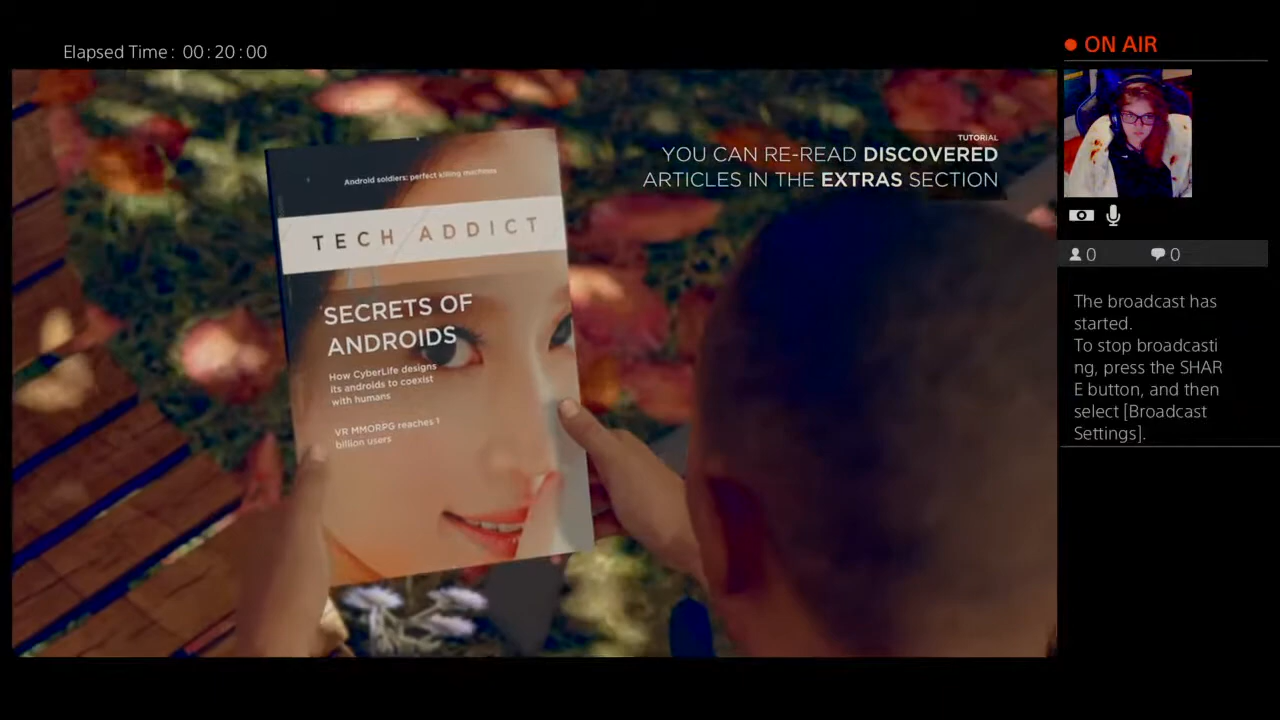 Elapsed Time: 00:20:00
ON AIR
TUTORIAL
YOU CAN RE-READ DISCOVERED
ARTICLES IN THE EXTRAS SECTION
Android soldiers: perfect killing machines
TECH ADDICT
SECRETS OF
ANDROIDS
How CyberLife designs
its androids to coexist
with humans
VR MMORPG reaches 1
billion users
0
0
The broadcast has
started.
To stop broadcasti
ng, press the SHAR
E button, and then
select [Broadcast
Settings].